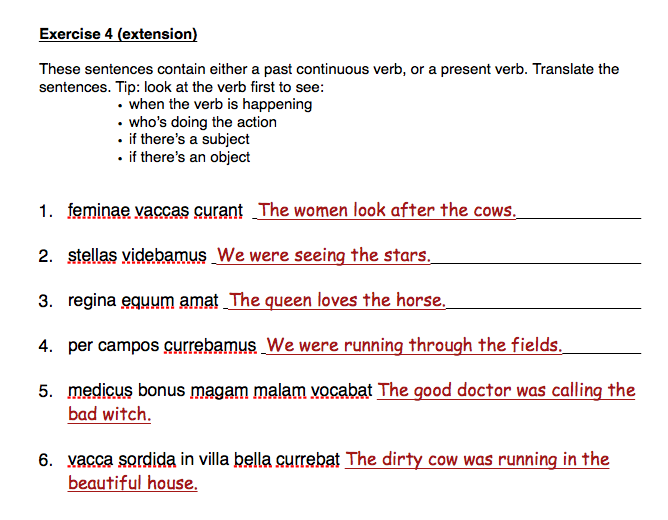 Exercise 4 (extension)
These sentences contain either a past continuous verb, or a present verb. Translate the
sentences. Tip: look at the verb first to see:
• when the verb is happening
• who's doing the action
• if there's a subject
• if there's an object
1. feminae vaccas curant The women look after the cows.
2. stellas videbamus We were seeing the stars.
3. regina equum amat The queen loves the horse.
4. per campos currebamus We were running through the fields.
5. medicus bonus magam malam vocabat The good doctor was calling the
bad witch.
6. vacca sordida in villa bella currebat The dirty cow was running in the
beautiful house.